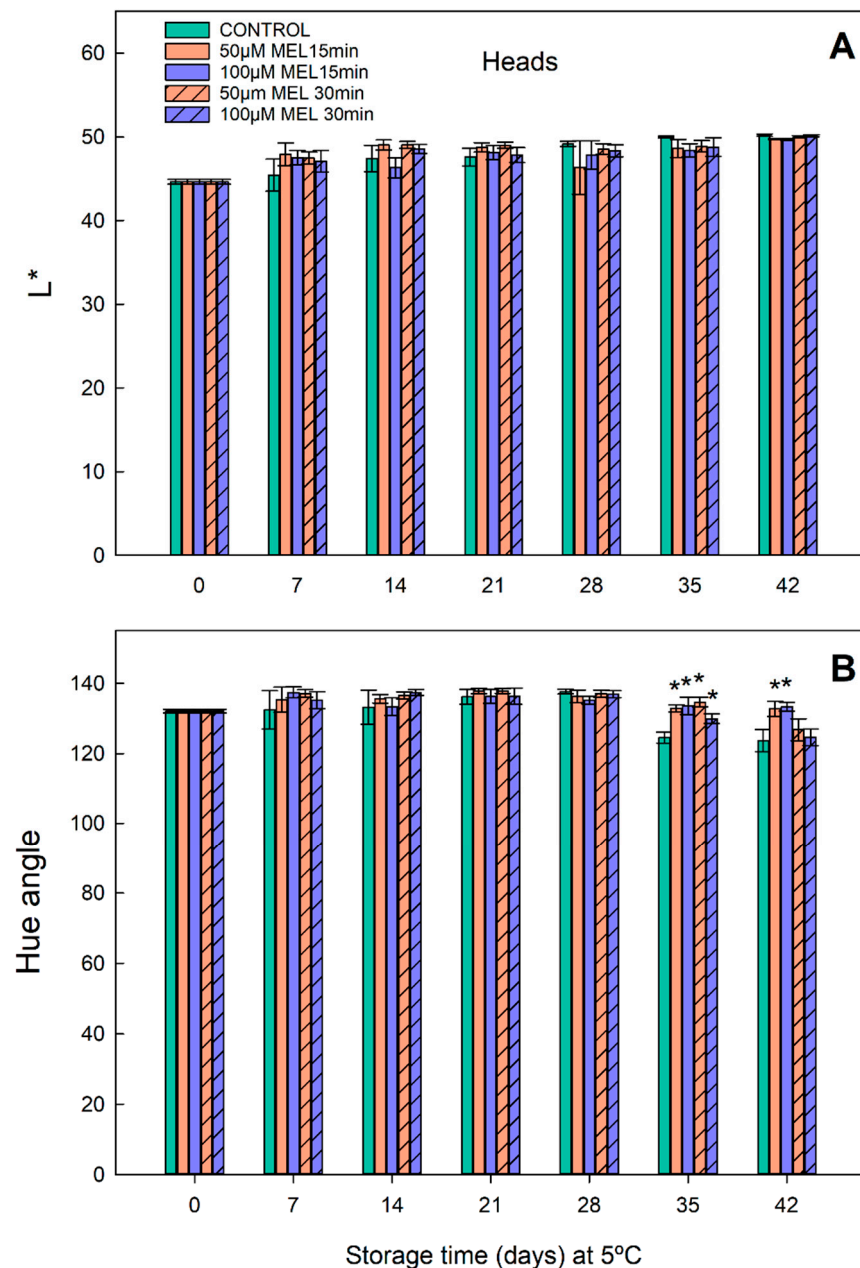 CONTROL
50µM MEL15min
100µM MEL15min
50µm MEL 30min
100µM MEL 30min
Heads
A
60
50
40
30
20
10
0
L*
0 7 14 21 28 35 42
B
140
120
100
80
60
40
20
0
Hue angle
* * * *
* *
0 7 14 21 28 35 42
Storage time (days) at 5ºC